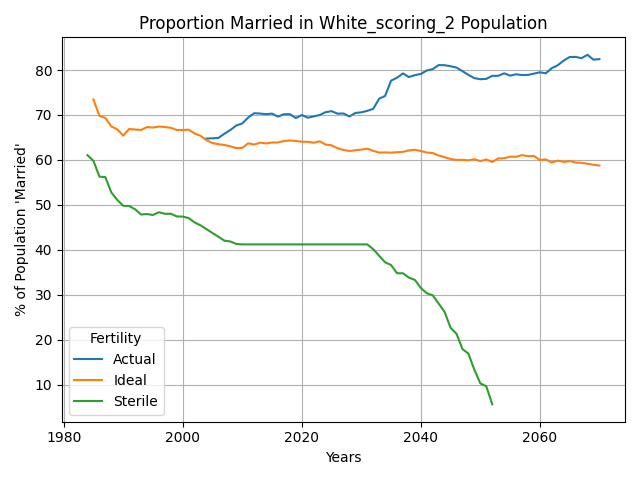 Proportion Married in White_scoring_2 Population
% of Population 'Married'
80
70
60
50
40
30
20
10
Fertility
Actual
Ideal
Sterile
1980
2000
2020
2040
2060
Years